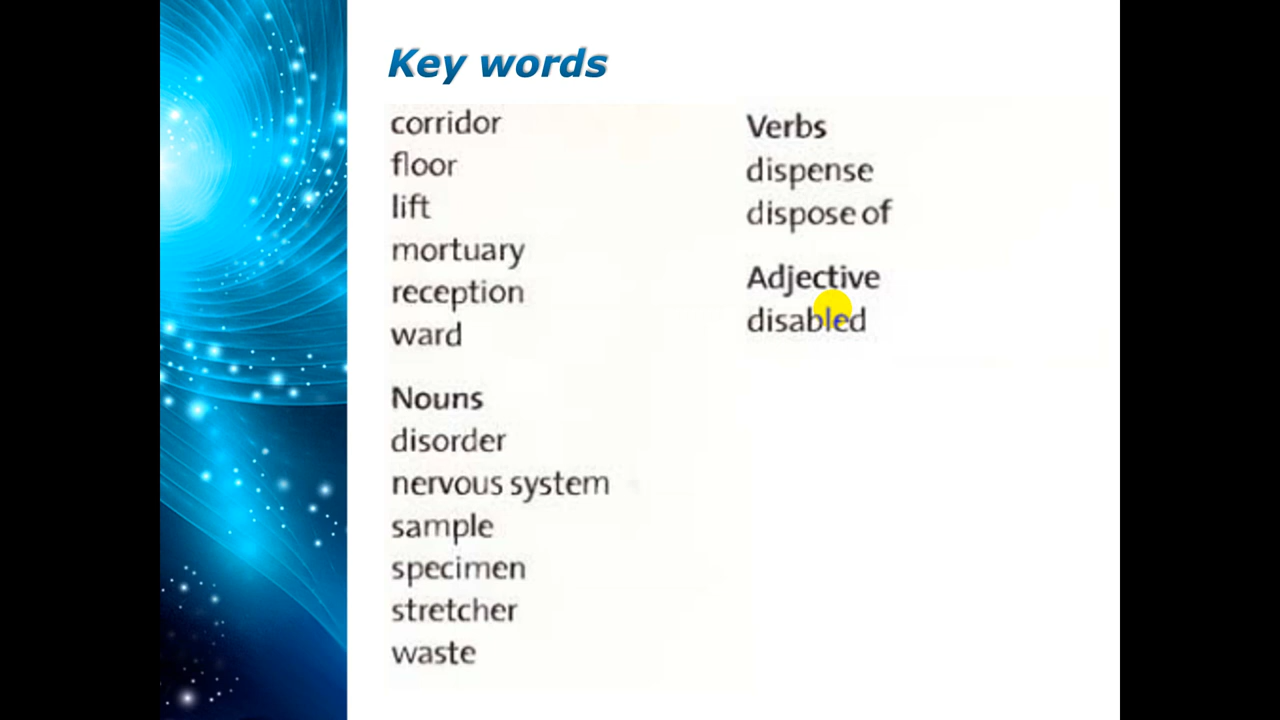 Key words
corridor
floor
lift
mortuary
reception
ward
Nouns
disorder
nervous system
sample
specimen
stretcher
waste
Verbs
dispense
dispose of
Adjective
disabled